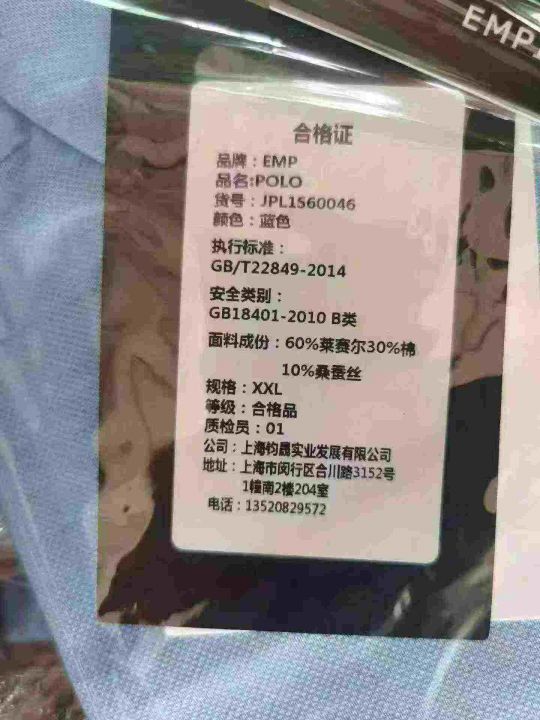 EMP
合格证
品牌：EMP
品名:POLO
货号：JPL1560046
颜色：蓝色
执行标准：
GB/T22849-2014
安全类别：
GB18401-2010 B类
面料成份：60%莱赛尔30%棉
10%桑蚕丝
规格：XXL
等级：合格品
质检员：01
公司：上海钧晟实业发展有限公司
地址：上海市闵行区合川路3152号
1幢南2楼204室
电话：13520829572